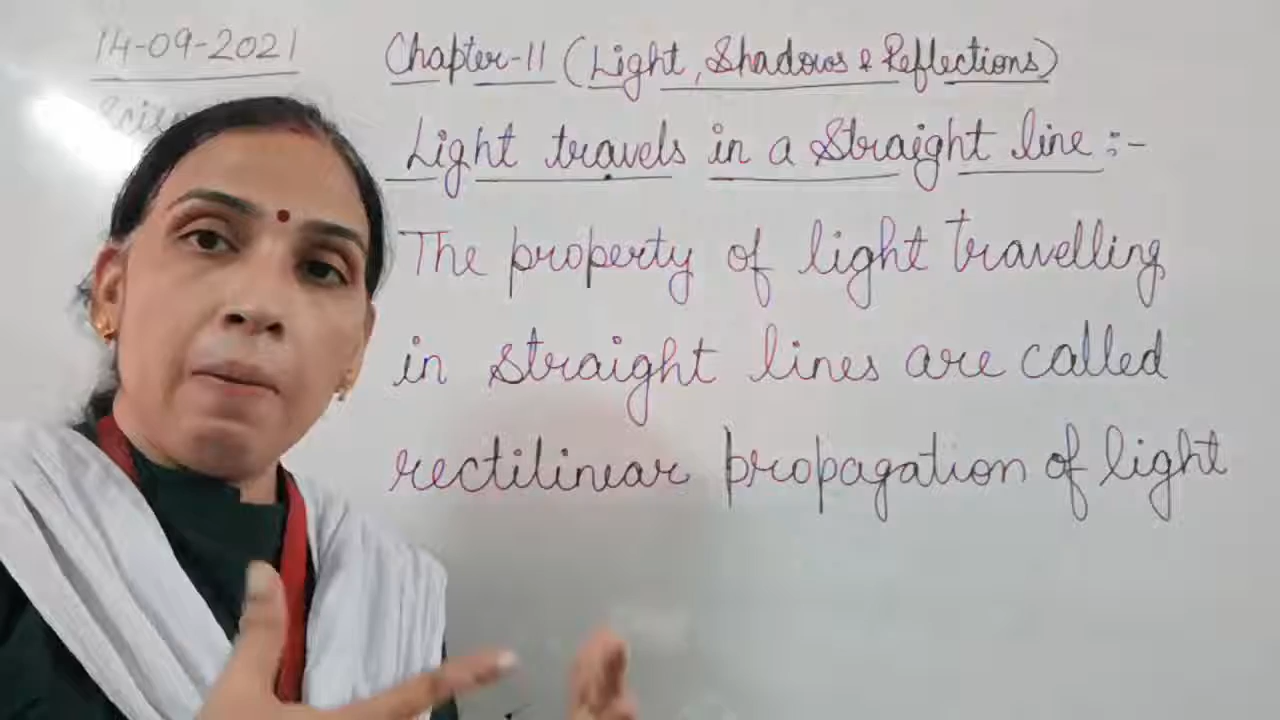 14-09-2021
Chapter-11 (Light, Shadows & Reflections)
Light travels in a straight line :-
The property of light travelling
in straight lines are called
rectilinear propagation of light